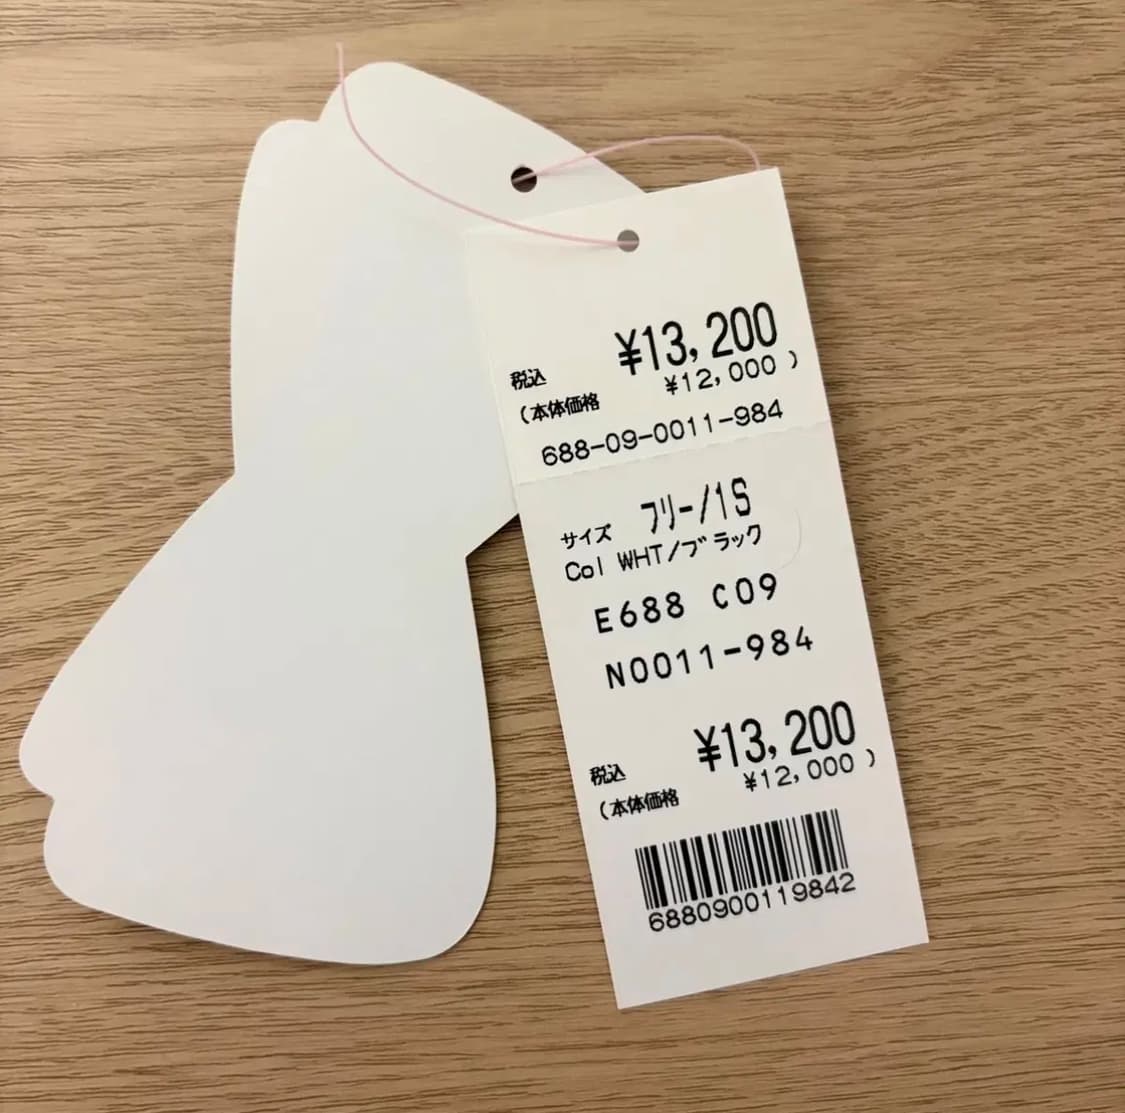 ¥13,200
税込
¥12,000 )
(本体価格
688-09-0011-984
サイズ フリー/1S
Col WHT/ブラック
E688 C09
N0011-984
¥13,200
税込
¥12,000 )
(本体価格
6880900119842